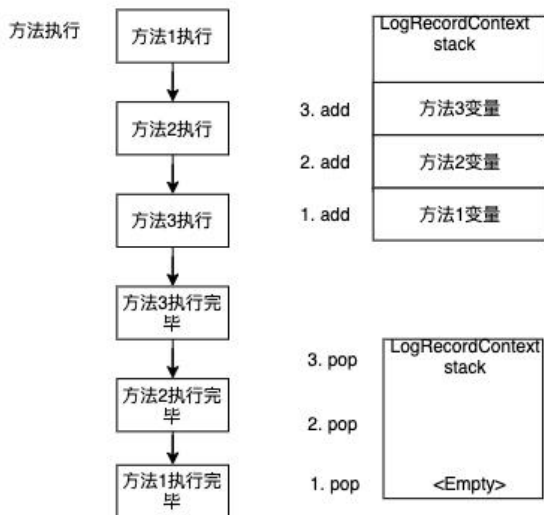 方法执行
方法1执行
方法2执行
方法3执行
方法3执行完
毕
方法2执行完
毕
方法1执行完
毕
LogRecordContext
stack
3. add
方法3变量
2. add
方法2变量
1. add
方法1变量
LogRecordContext
stack
3. pop
2. pop
1. pop
<Empty>